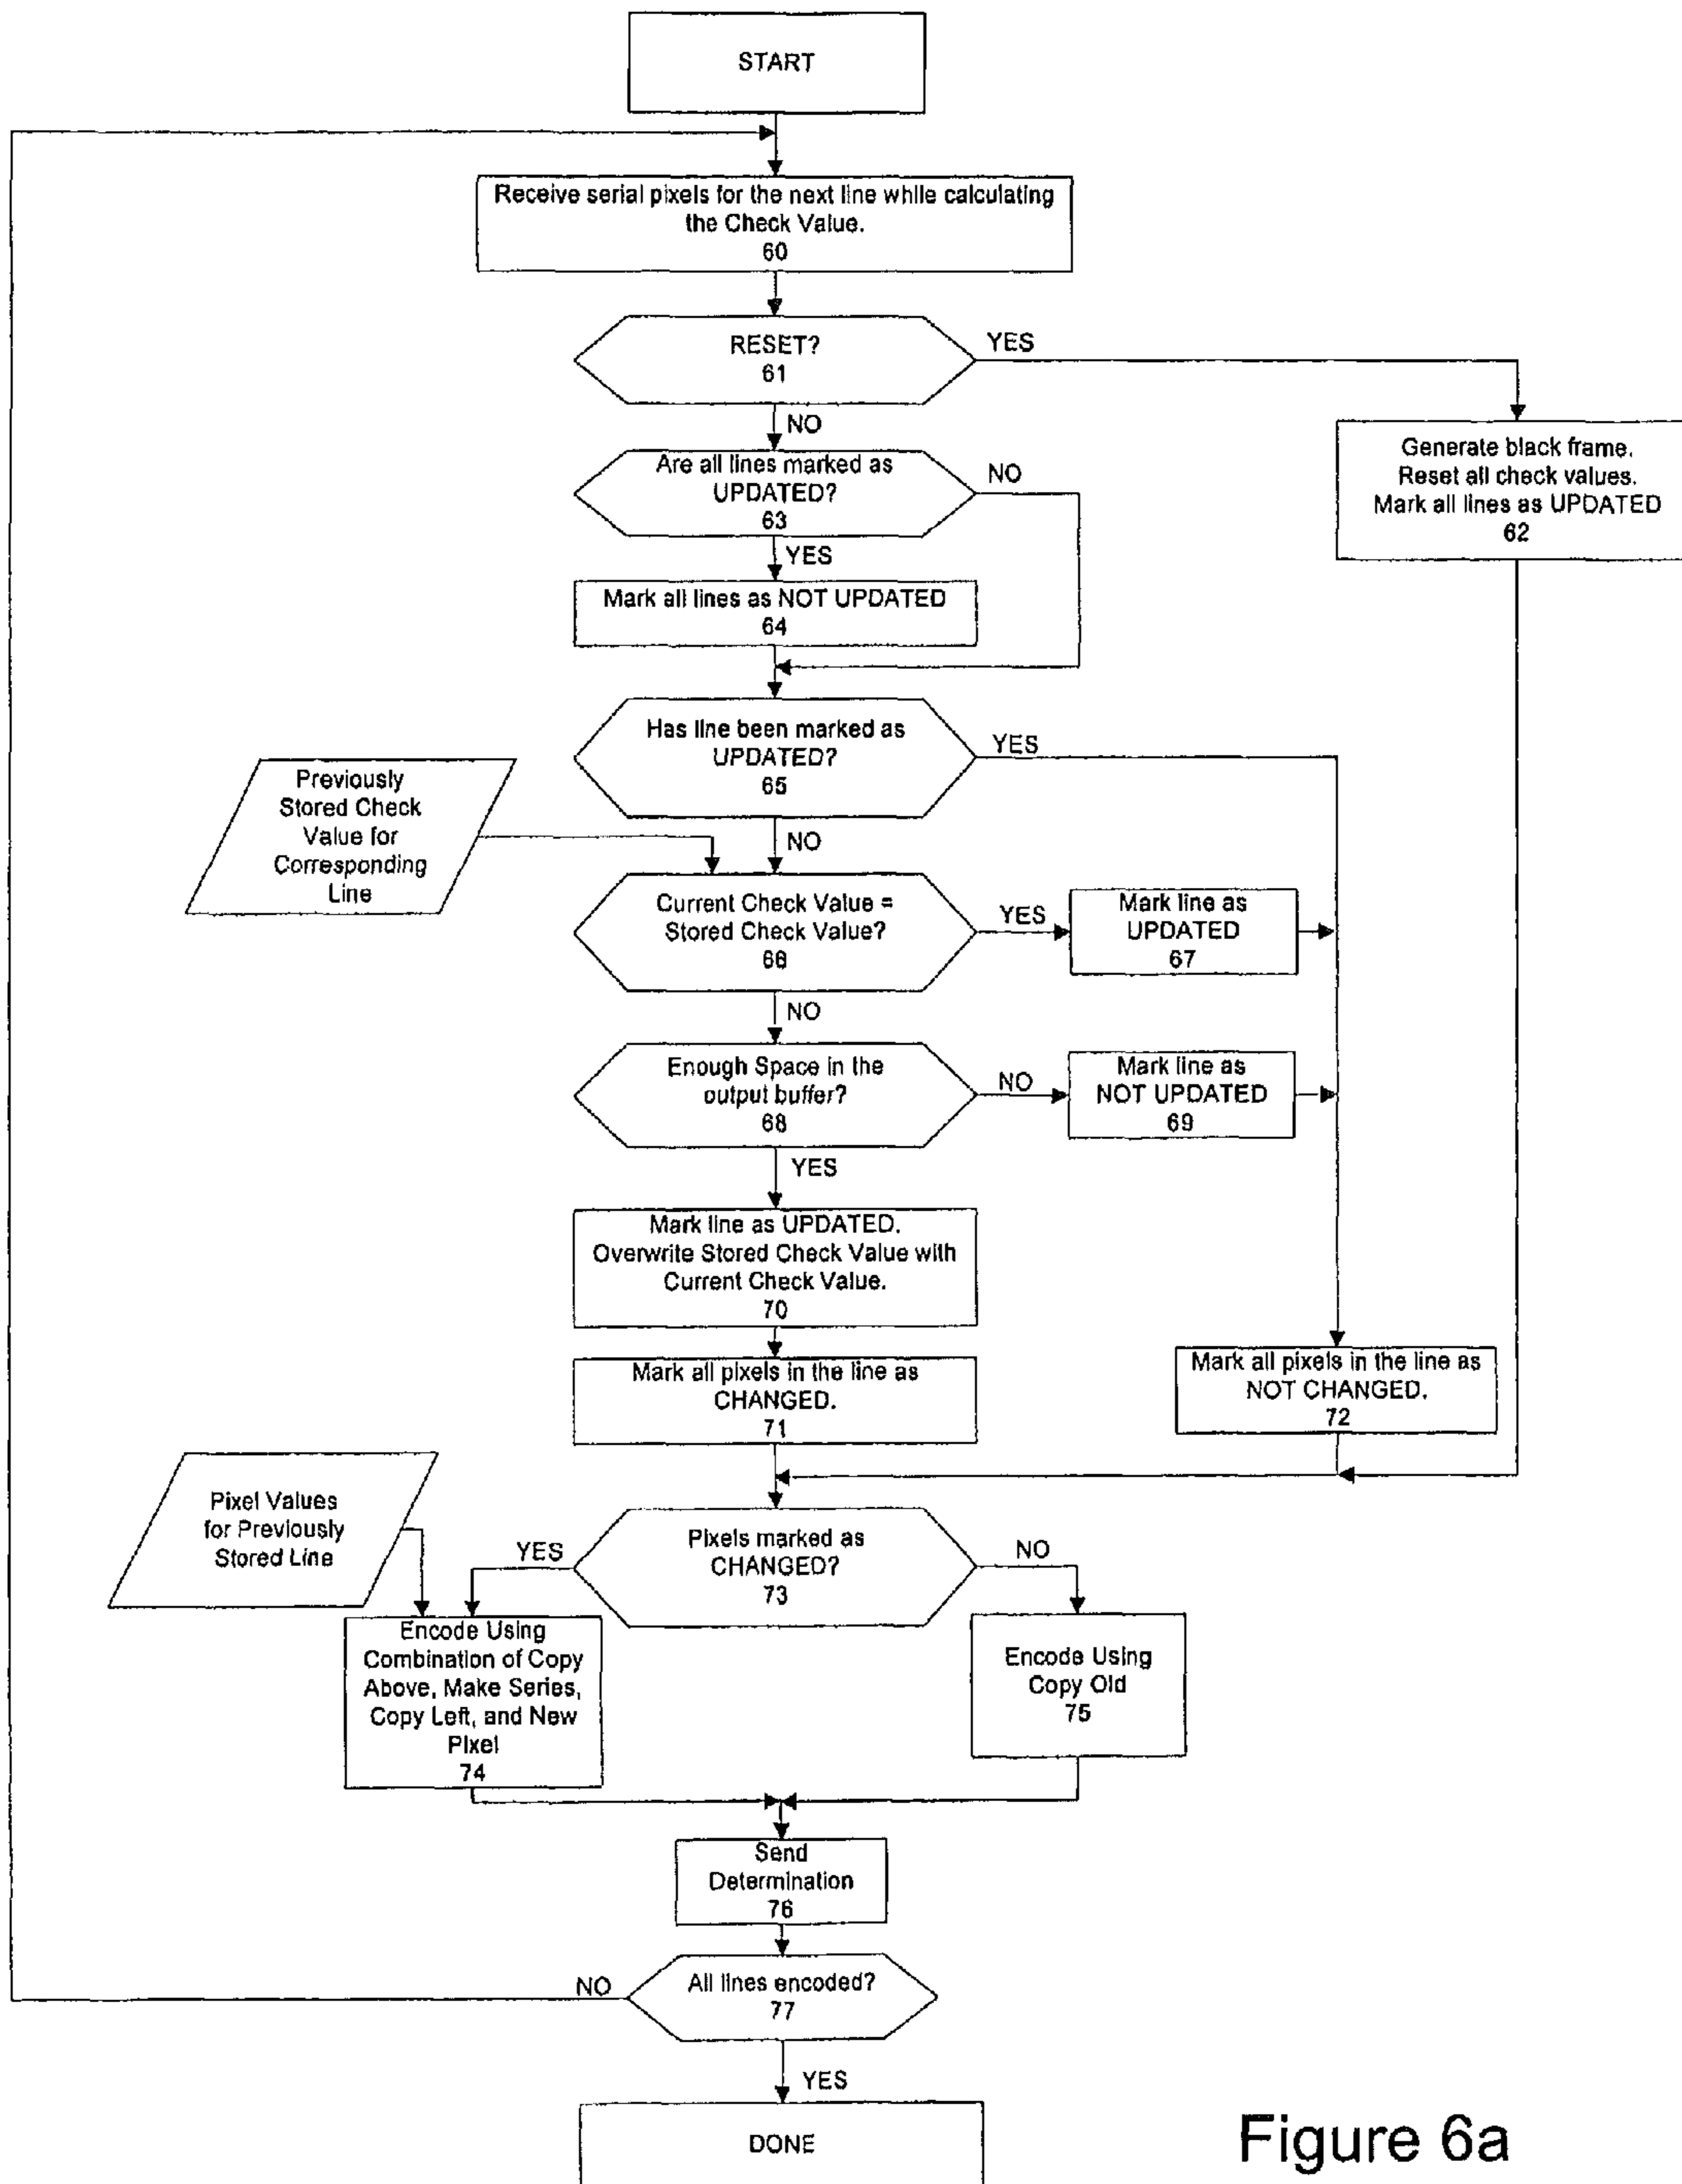 START
Receive serial pixels for the next line while calculating
the Check Value.
60
RESET?
61
YES
NO
Generate black frame.
Reset all check values.
Mark all lines as UPDATED
62
Are all lines marked as
UPDATED?
63
NO
YES
Mark all lines as NOT UPDATED
64
Has line been marked as
UPDATED?
65
YES
NO
Previously
Stored Check
Value for
Corresponding
Line
Current Check Value =
Stored Check Value?
66
YES
Mark line as
UPDATED
67
NO
Enough Space in the
output buffer?
68
NO
Mark line as
NOT UPDATED
69
YES
Mark line as UPDATED.
Overwrite Stored Check Value with
Current Check Value.
70
Mark all pixels in the line as
CHANGED.
71
Mark all pixels in the line as
NOT CHANGED.
72
Pixel Values
for Previously
Stored Line
Pixels marked as
CHANGED?
73
YES
NO
Encode Using
Combination of Copy
Above, Make Series,
Copy Left, and New
Pixel
74
Encode Using
Copy Old
75
Send
Determination
76
All lines encoded?
77
NO
YES
DONE
Figure 6a